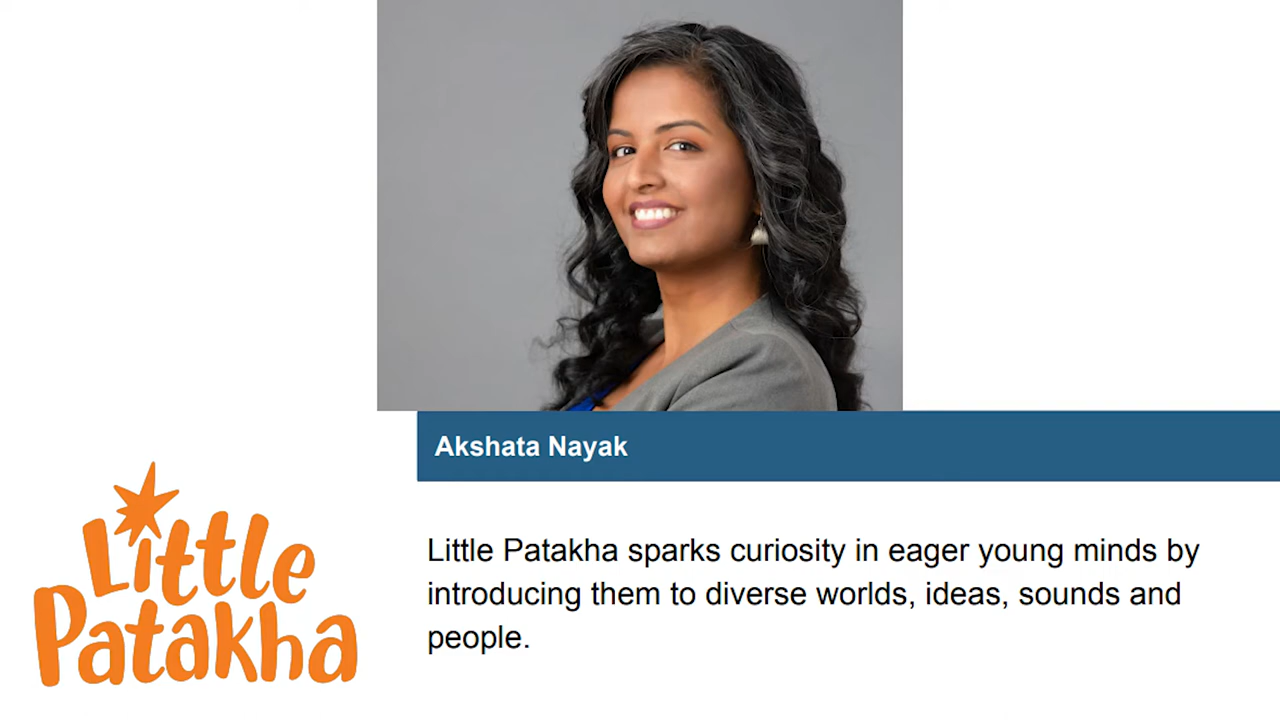 Akshata Nayak
Little
Patakha
Little Patakha sparks curiosity in eager young minds by
introducing them to diverse worlds, ideas, sounds and
people.